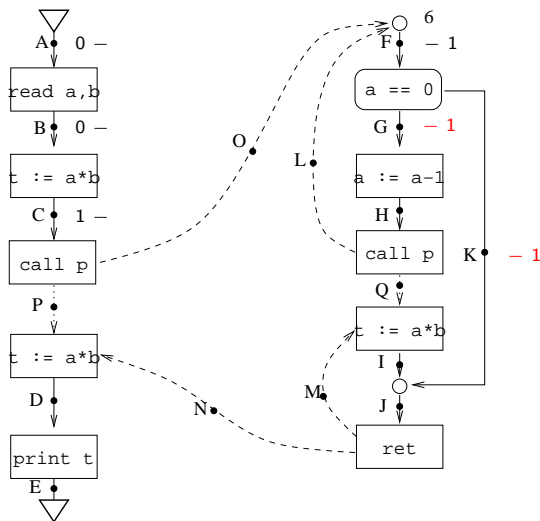 A 0 –
read a,b
B 0 –
t := a*b
C 1 –
call p
P
t := a*b
D
print t
E
O
N
6
F – 1
a == 0
G – 1
L
a := a-1
H
call p
K – 1
Q
t := a*b
I
M
J
ret